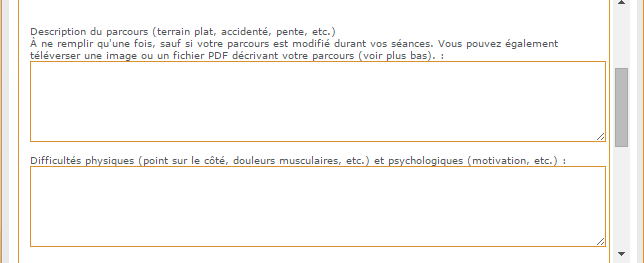 Description du parcours (terrain plat, accidenté, pente, etc.)
À ne remplir qu'une fois, sauf si votre parcours est modifié durant vos séances. Vous pouvez également
téléverser une image ou un fichier PDF décrivant votre parcours (voir plus bas). :
Difficultés physiques (point sur le côté, douleurs musculaires, etc.) et psychologiques (motivation, etc.) :